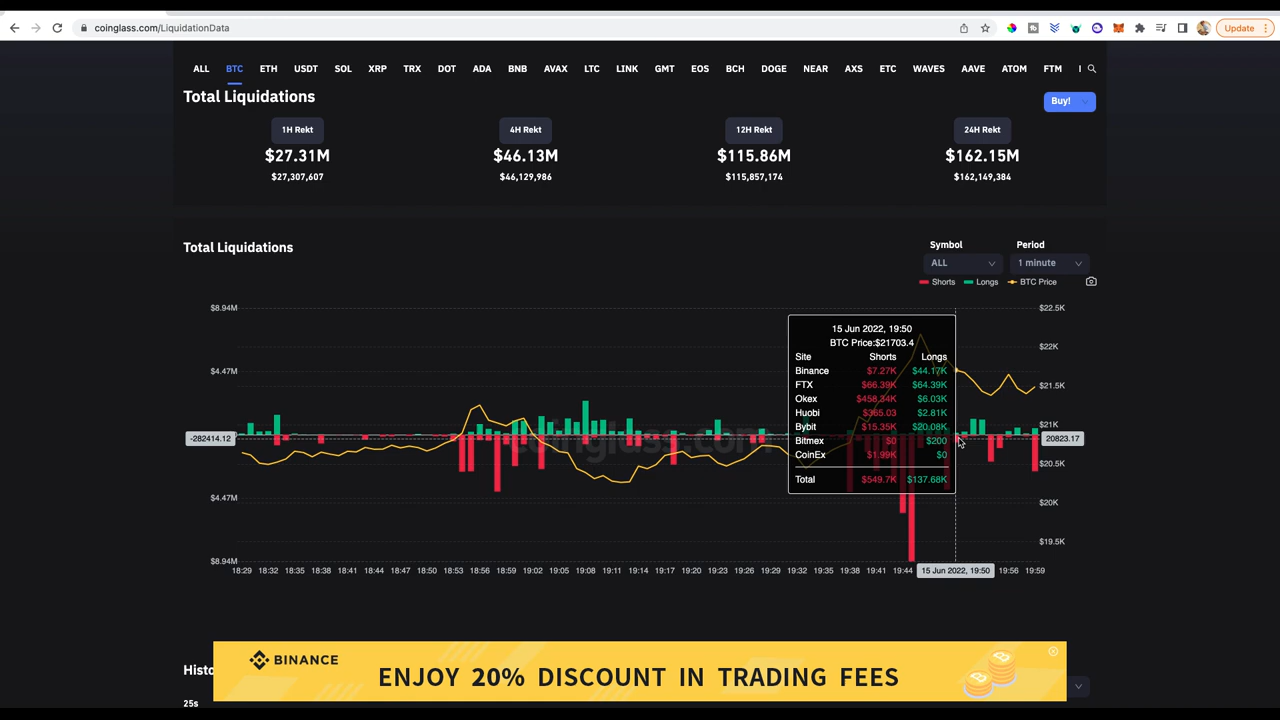 coinglass.com/LiquidationData
Update
ALL BTC ETH USDT SOL XRP TRX DOT ADA BNB AVAX LTC LINK GMT EOS BCH DOGE NEAR AXS ETC WAVES AAVE ATOM FTM
Total Liquidations
Buy!
1H Rekt 4H Rekt 12H Rekt 24H Rekt
$27.31M $46.13M $115.86M $162.15M
$27,307,607 $46,129,986 $115,857,174 $162,149,384
Total Liquidations
Symbol Period
ALL 1 minute
Shorts Longs BTC Price
$8.94M $22.5K
$22K
$4.47M $21.5K
$21K
-282414.12 20823.17
$20.5K
$4.47M $20K
$19.5K
$8.94M
coinglass.com
15 Jun 2022, 19:50
BTC Price:$21703.4
Site Shorts Longs
Binance $7.27K $44.17K
FTX $66.39K $64.39K
Okex $458.34K $6.03K
Huobi $365.03 $2.81K
Bybit $15.35K $20.08K
Bitmex $0 $200
CoinEx $1.99K $0
Total $549.7K $137.68K
18:29 18:32 18:35 18:38 18:41 18:44 18:47 18:50 18:53 18:56 18:59 19:02 19:05 19:08 19:11 19:14 19:17 19:20 19:23 19:26 19:29 19:32 19:35 19:38 19:41 19:44 15 Jun 2022, 19:50 19:56 19:59
BINANCE
ENJOY 20% DISCOUNT IN TRADING FEES
Histo
25s